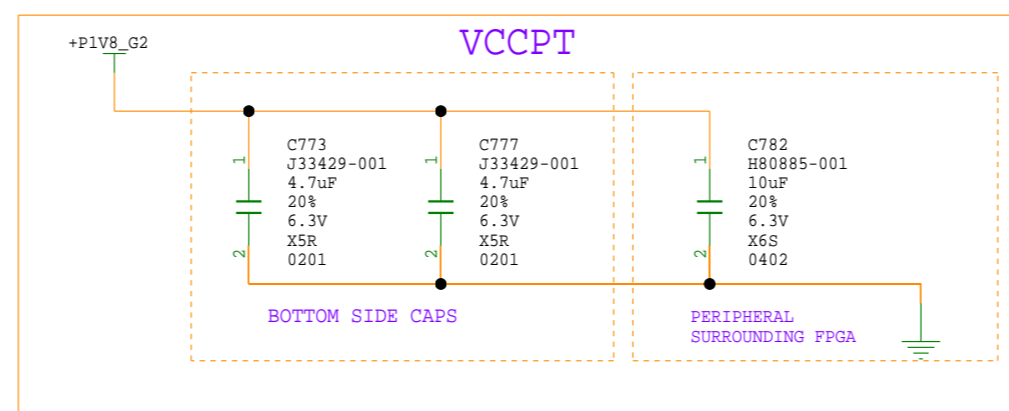 +P1V8_G2
VCCPT
1
C773
J33429-001
4.7uF
20%
6.3V
X5R
0201
2
1
C777
J33429-001
4.7uF
20%
6.3V
X5R
0201
2
1
C782
H80885-001
10uF
20%
6.3V
X6S
0402
2
BOTTOM SIDE CAPS
PERIPHERAL
SURROUNDING FPGA